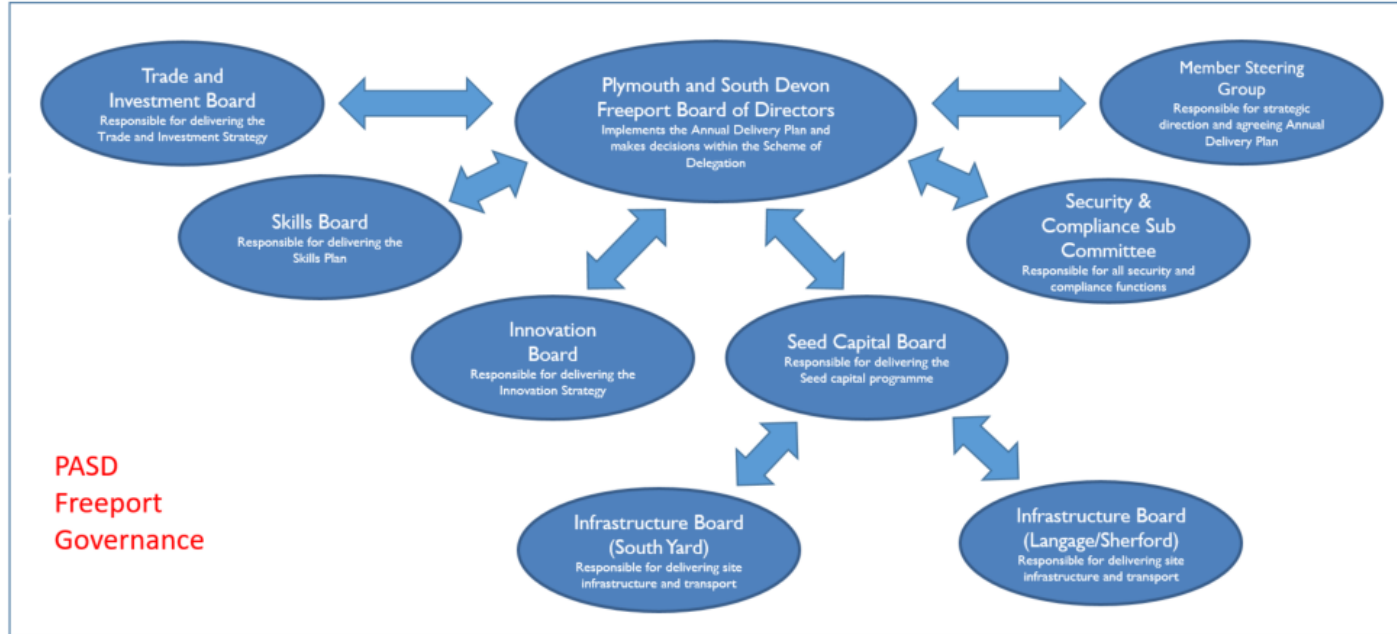 Trade and
Investment Board
Responsible for delivering the
Trade and Investment Strategy
Plymouth and South Devon
Freeport Board of Directors
Implements the Annual Delivery Plan and
makes decisions within the Scheme of
Delegation
Member Steering
Group
Responsible for strategic
direction and agreeing Annual
Delivery Plan
Skills Board
Responsible for delivering the
Skills Plan
Security &
Compliance Sub
Committee
Responsible for all security and
compliance functions
Innovation
Board
Responsible for delivering the
Innovation Strategy
Seed Capital Board
Responsible for delivering the
Seed capital programme
PASD
Freeport
Governance
Infrastructure Board
(South Yard)
Responsible for delivering site
infrastructure and transport
Infrastructure Board
(Langage/Sherford)
Responsible for delivering site
infrastructure and transport